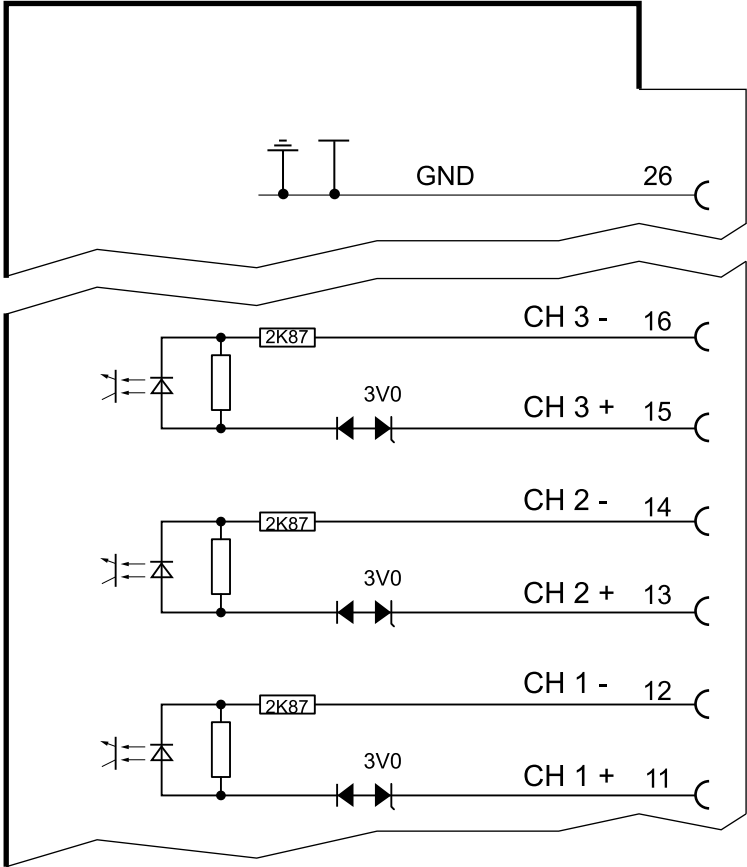 GND 26
CH 3 - 16
2K87
3V0
CH 3 + 15
CH 2 - 14
2K87
3V0
CH 2 + 13
CH 1 - 12
2K87
3V0
CH 1 + 11